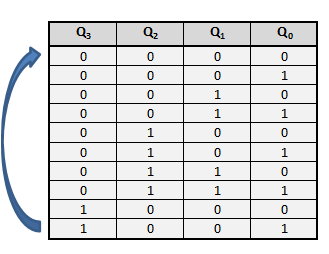 Q3 Q2 Q1 Q0
0 0 0 0
0 0 0 1
0 0 1 0
0 0 1 1
0 1 0 0
0 1 0 1
0 1 1 0
0 1 1 1
1 0 0 0
1 0 0 1